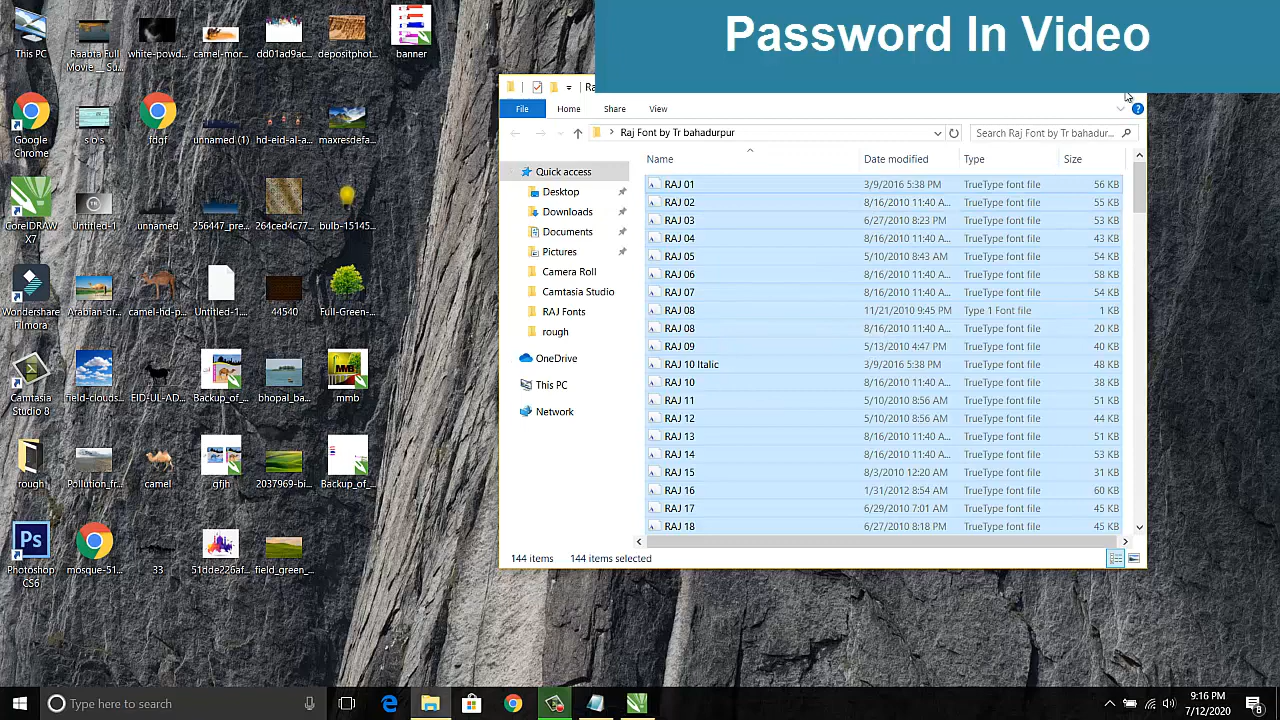 Password In Video
This PC
Raabta Full Movie __ Su...
white-powd...
camel-mor...
dd01ad9ac...
depositphot...
banner
Google Chrome
s o s
fdgf
unnamed (1)
hd-eid-al-a...
maxresdefa...
CorelDRAW X7
Untitled-1
unnamed
256447_pre...
264ced4c77...
bulb-15145...
Wondershare Filmora
Arabian-dr...
camel-hd-p...
Untitled-1...
44540
Full-Green-...
Camtasia Studio 8
field-clouds...
EID-UL-AD...
Backup_of_...
bhopal_ba...
mmb
rough
Pollution_fr...
camel
gfjh
2037969-bi...
Backup_of_...
Photoshop CS6
mosque-51...
33
51dde226af...
field_green_...
Ra
File Home Share View
Raj Font by Tr bahadurpur
Search Raj Font by Tr bahadur...
Quick access
Desktop
Downloads
Documents
Pictures
Camera Roll
Camtasia Studio
RAJ Fonts
rough
OneDrive
This PC
Network
Name Date modified Type Size
RAJ 01 3/9/2016 5:38 PM TrueType font file 56 KB
RAJ 02 8/16/2010 11:40 A... TrueType font file 55 KB
RAJ 03 6/27/2010 8:23 PM TrueType font file 53 KB
RAJ 04 8/16/2010 11:40 A... TrueType font file 43 KB
RAJ 05 5/10/2010 8:43 AM TrueType font file 54 KB
RAJ 06 8/16/2010 11:40 A... TrueType font file 58 KB
RAJ 07 8/16/2010 11:40 A... TrueType font file 54 KB
RAJ 08 11/21/2010 9:45 PM Type 1 Font file 1 KB
RAJ 08 8/16/2010 11:40 A... TrueType font file 20 KB
RAJ 09 5/13/2010 4:47 PM TrueType font file 40 KB
RAJ 10 Italic 3/9/2016 5:38 PM TrueType font file 48 KB
RAJ 10 8/16/2010 11:40 A... TrueType font file 38 KB
RAJ 11 5/10/2010 8:56 AM TrueType font file 51 KB
RAJ 12 5/10/2010 8:56 AM TrueType font file 44 KB
RAJ 13 8/16/2010 11:40 A... TrueType font file 51 KB
RAJ 14 8/16/2010 11:40 A... TrueType font file 53 KB
RAJ 15 8/3/2010 12:20 AM TrueType font file 31 KB
RAJ 16 1/31/2012 8:54 AM TrueType font file 60 KB
RAJ 17 6/29/2010 7:01 AM TrueType font file 45 KB
RAJ 18 6/27/2010 8:18 PM TrueType font file 45 KB
144 items 144 items selected
Type here to search
9:16 PM
7/12/2020